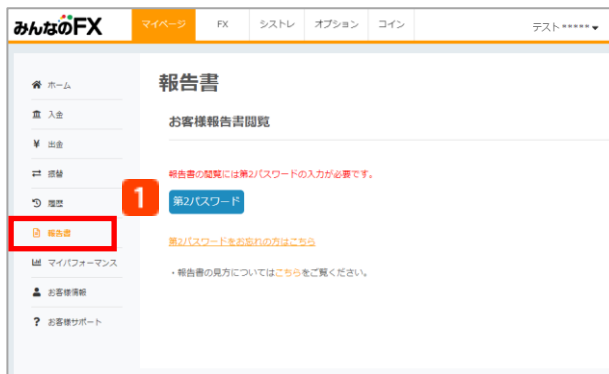 みんなのFX
マイページ FX シストレ オプション コイン テスト*****
ホーム
入金
出金
振替
履歴
報告書
マイパフォーマンス
お客様情報
お客様サポート
報告書
お客様報告書閲覧
報告書の閲覧には第2パスワードの入力が必要です。
1
第2パスワード
第2パスワードをお忘れの方はこちら
・報告書の見方についてはこちらをご覧ください。